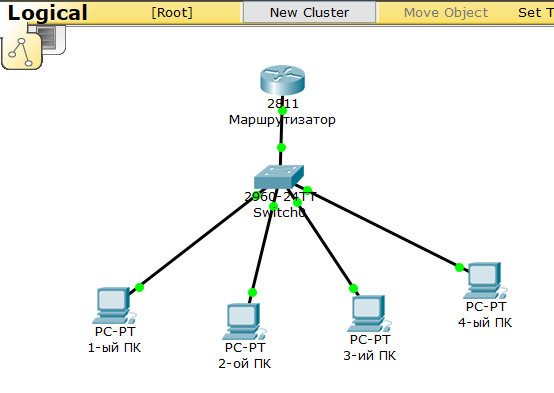 Logical
[Root]
New Cluster
Move Object
Set T
2811
Маршрутизатор
2960-24TT
Switch0
PC-PT
1-ый ПК
PC-PT
2-ой ПК
PC-PT
3-ий ПК
PC-PT
4-ый ПК